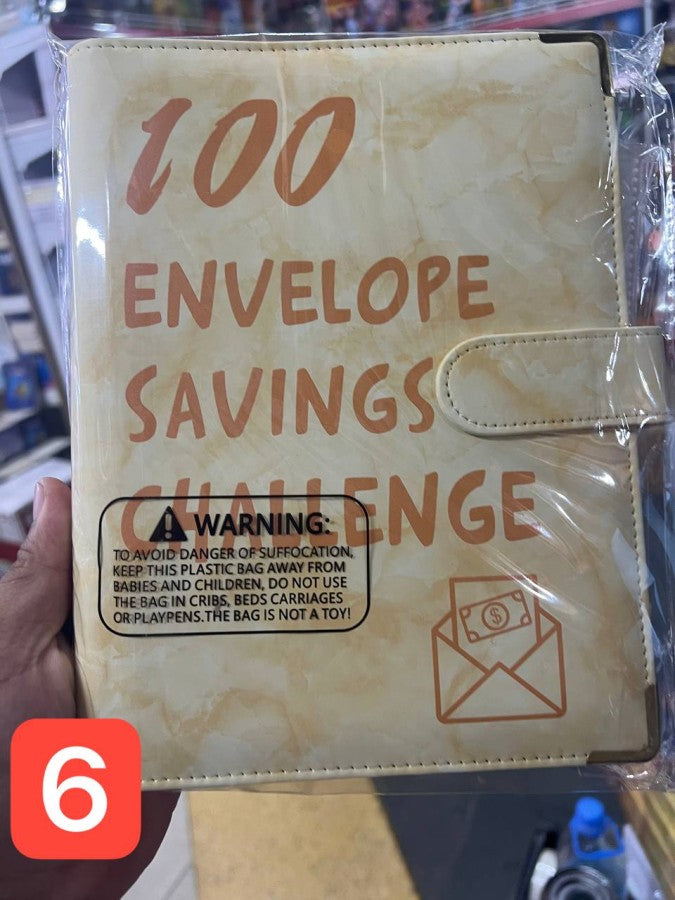 100
ENVELOPE
SAVINGS
CHALLENGE
WARNING:
TO AVOID DANGER OF SUFFOCATION,
KEEP THIS PLASTIC BAG AWAY FROM
BABIES AND CHILDREN, DO NOT USE
THE BAG IN CRIBS, BEDS CARRIAGES
OR PLAYPENS.THE BAG IS NOT A TOY!
$
6